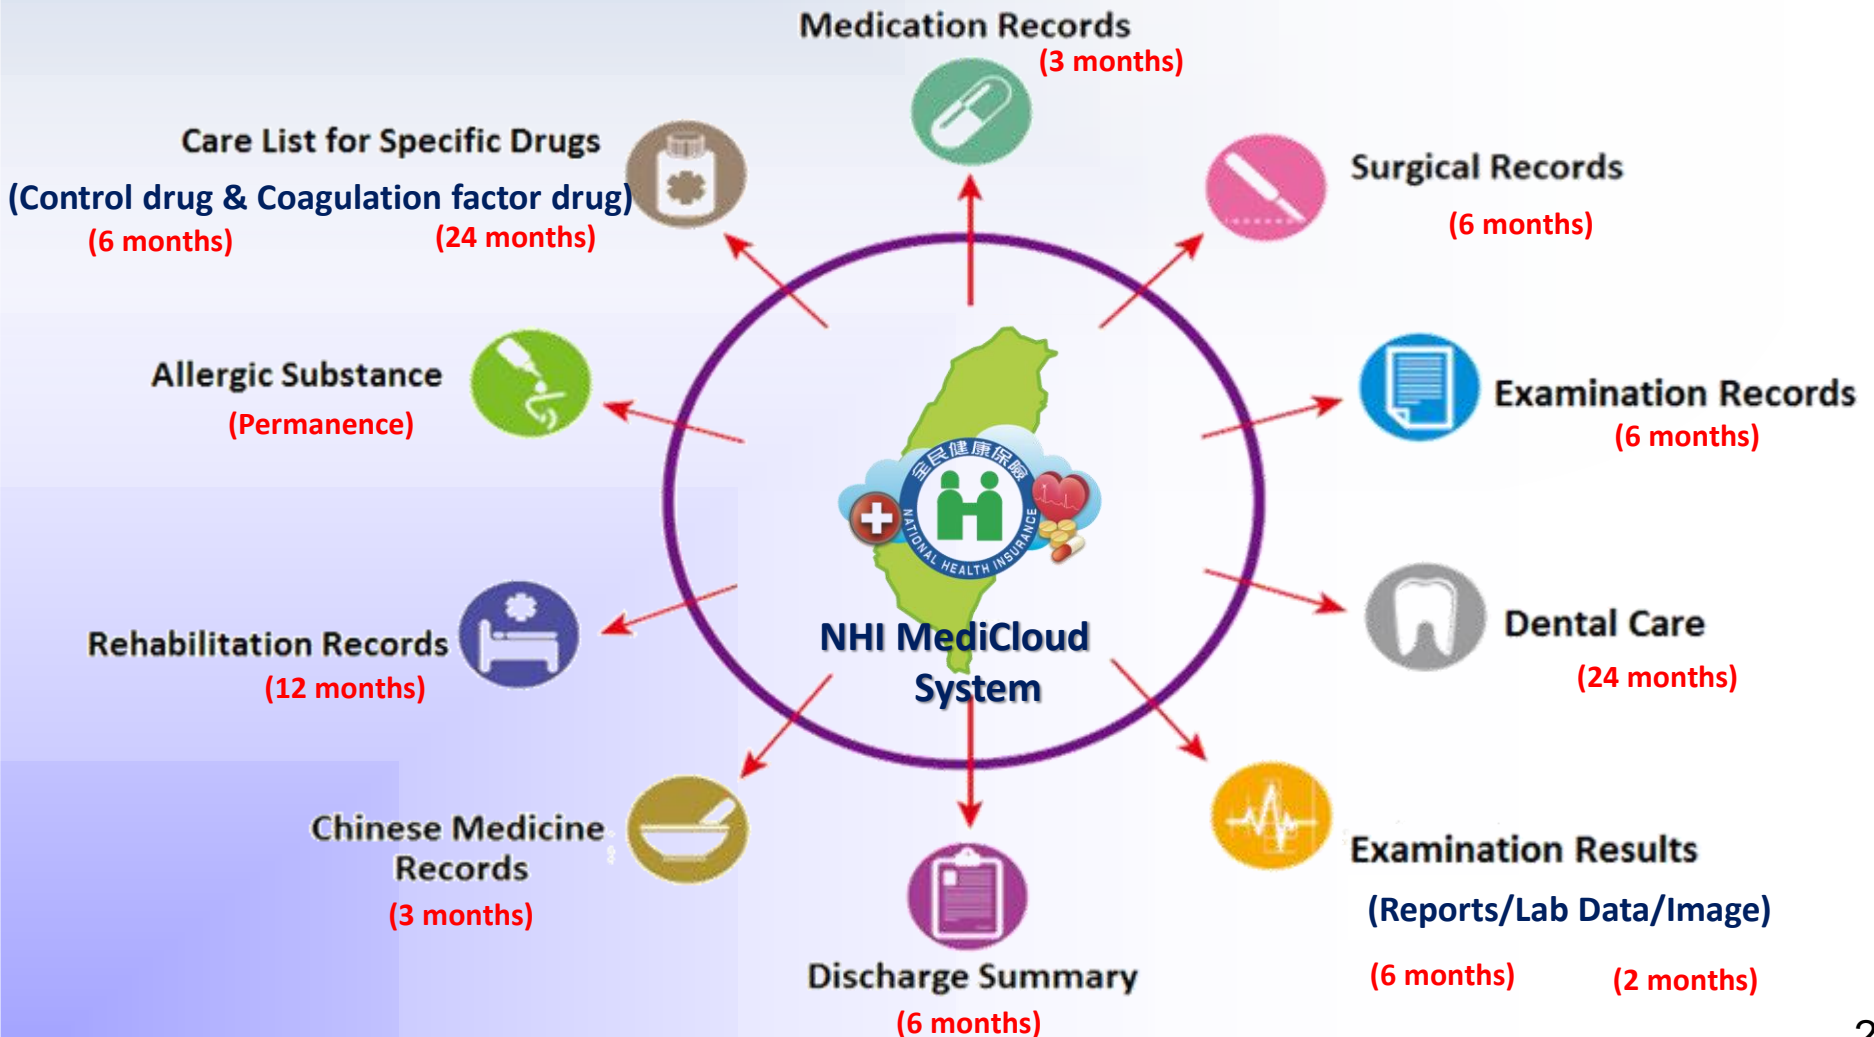 Medication Records
(3 months)
Care List for Specific Drugs
(Control drug & Coagulation factor drug)
(6 months)
(24 months)
Surgical Records
(6 months)
Allergic Substance
(Permanence)
Examination Records
(6 months)
全民健康保險
NATIONAL HEALTH INSURANCE
NHI MediCloud
System
Rehabilitation Records
(12 months)
Dental Care
(24 months)
Chinese Medicine
Records
(3 months)
Examination Results
(Reports/Lab Data/Image)
(6 months)
(2 months)
Discharge Summary
(6 months)
2